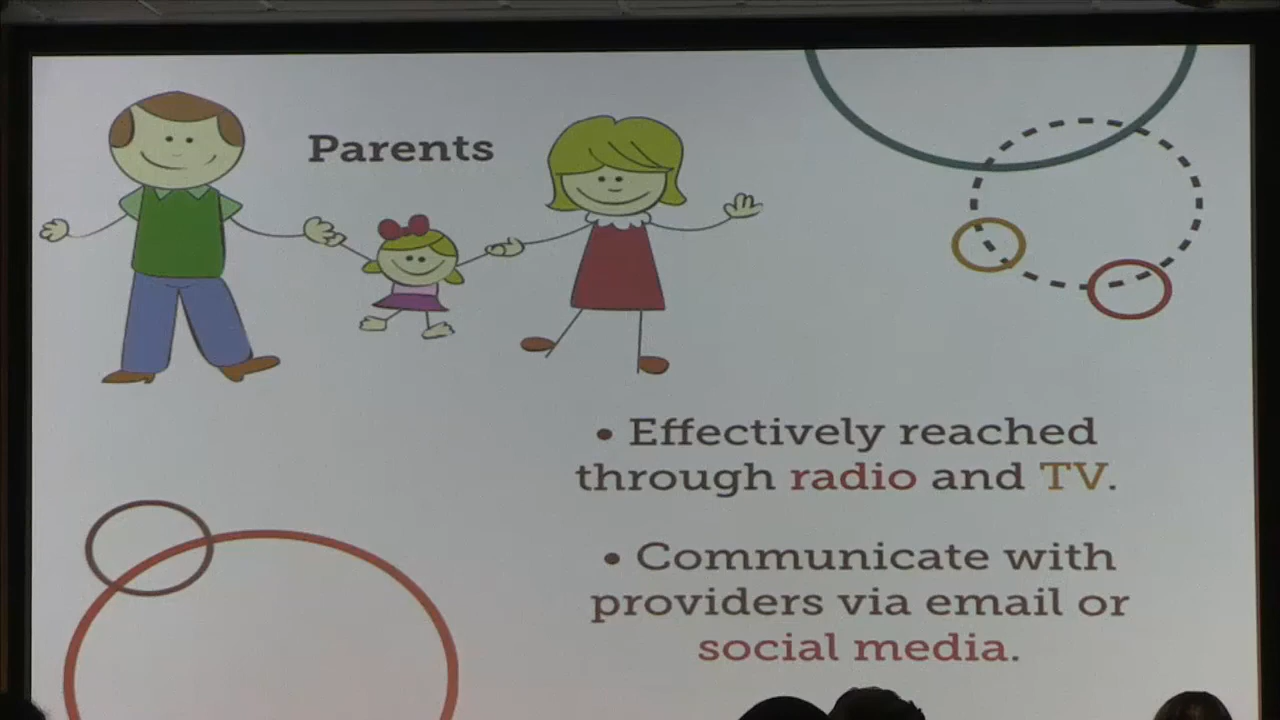 Parents
• Effectively reached
through radio and TV.
• Communicate with
providers via email or
social media.